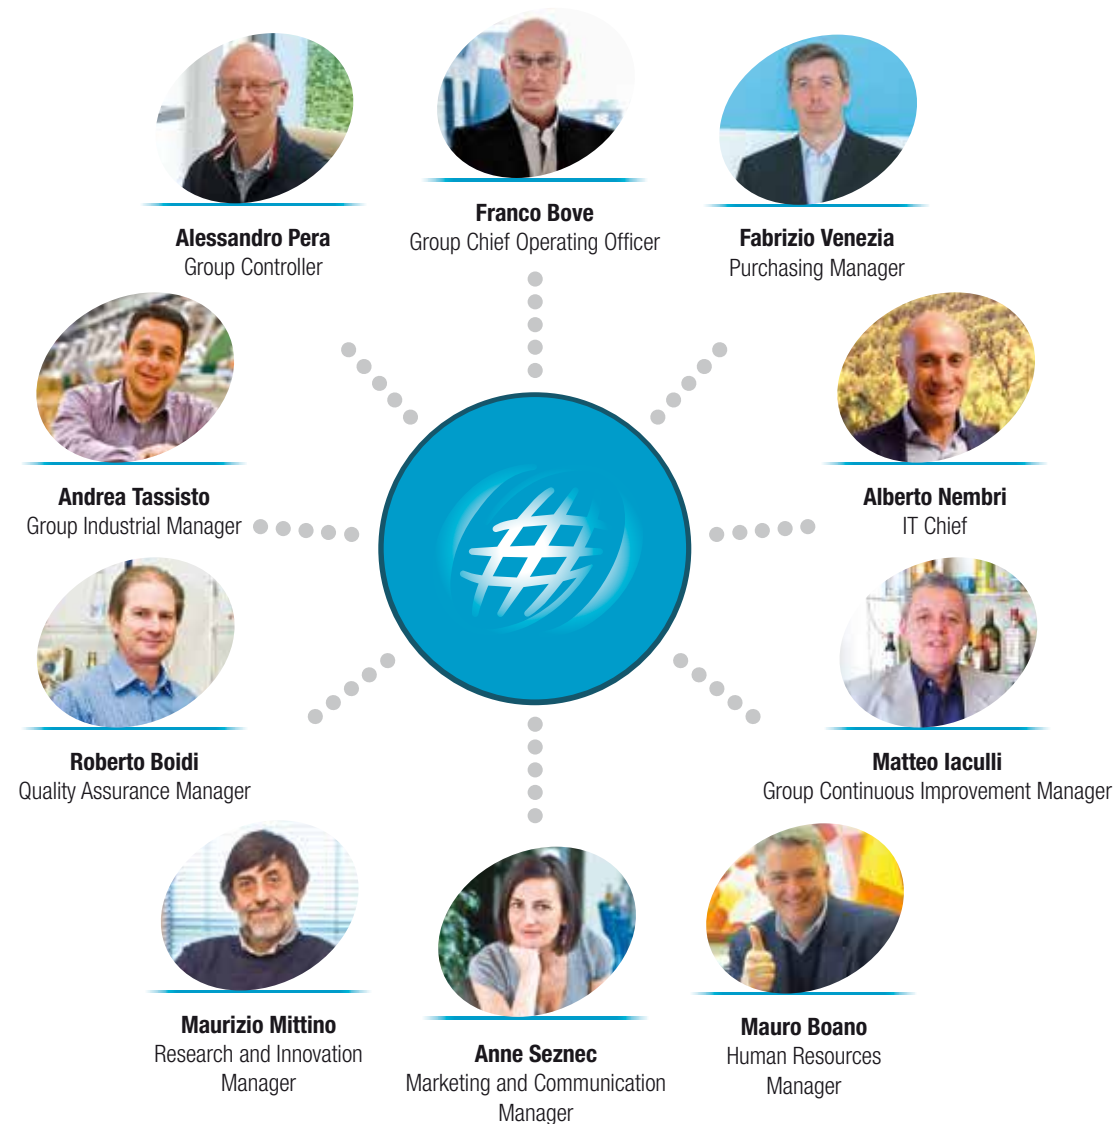 Franco Bove
Group Chief Operating Officer
Alessandro Pera
Group Controller
Fabrizio Venezia
Purchasing Manager
Andrea Tassisto
Group Industrial Manager
Alberto Nembri
IT Chief
Roberto Boidi
Quality Assurance Manager
Matteo Iaculli
Group Continuous Improvement Manager
Maurizio Mittino
Research and Innovation
Manager
Anne Seznec
Marketing and Communication
Manager
Mauro Boano
Human Resources
Manager